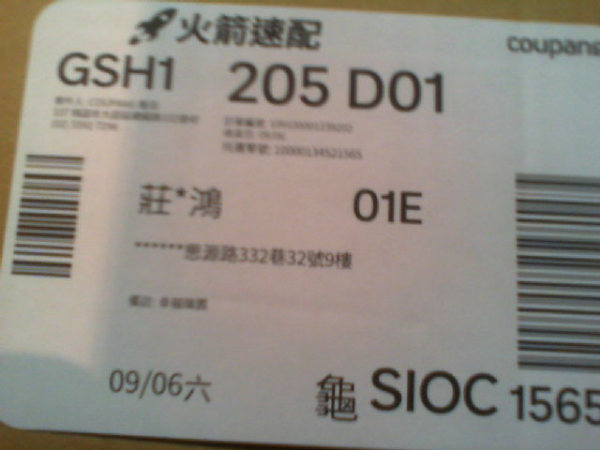 火箭速配
coupang
GSH1 205 D01
莊*鴻 01E
******思源路332巷32號9樓
09/06六
龜 SIOC 1565